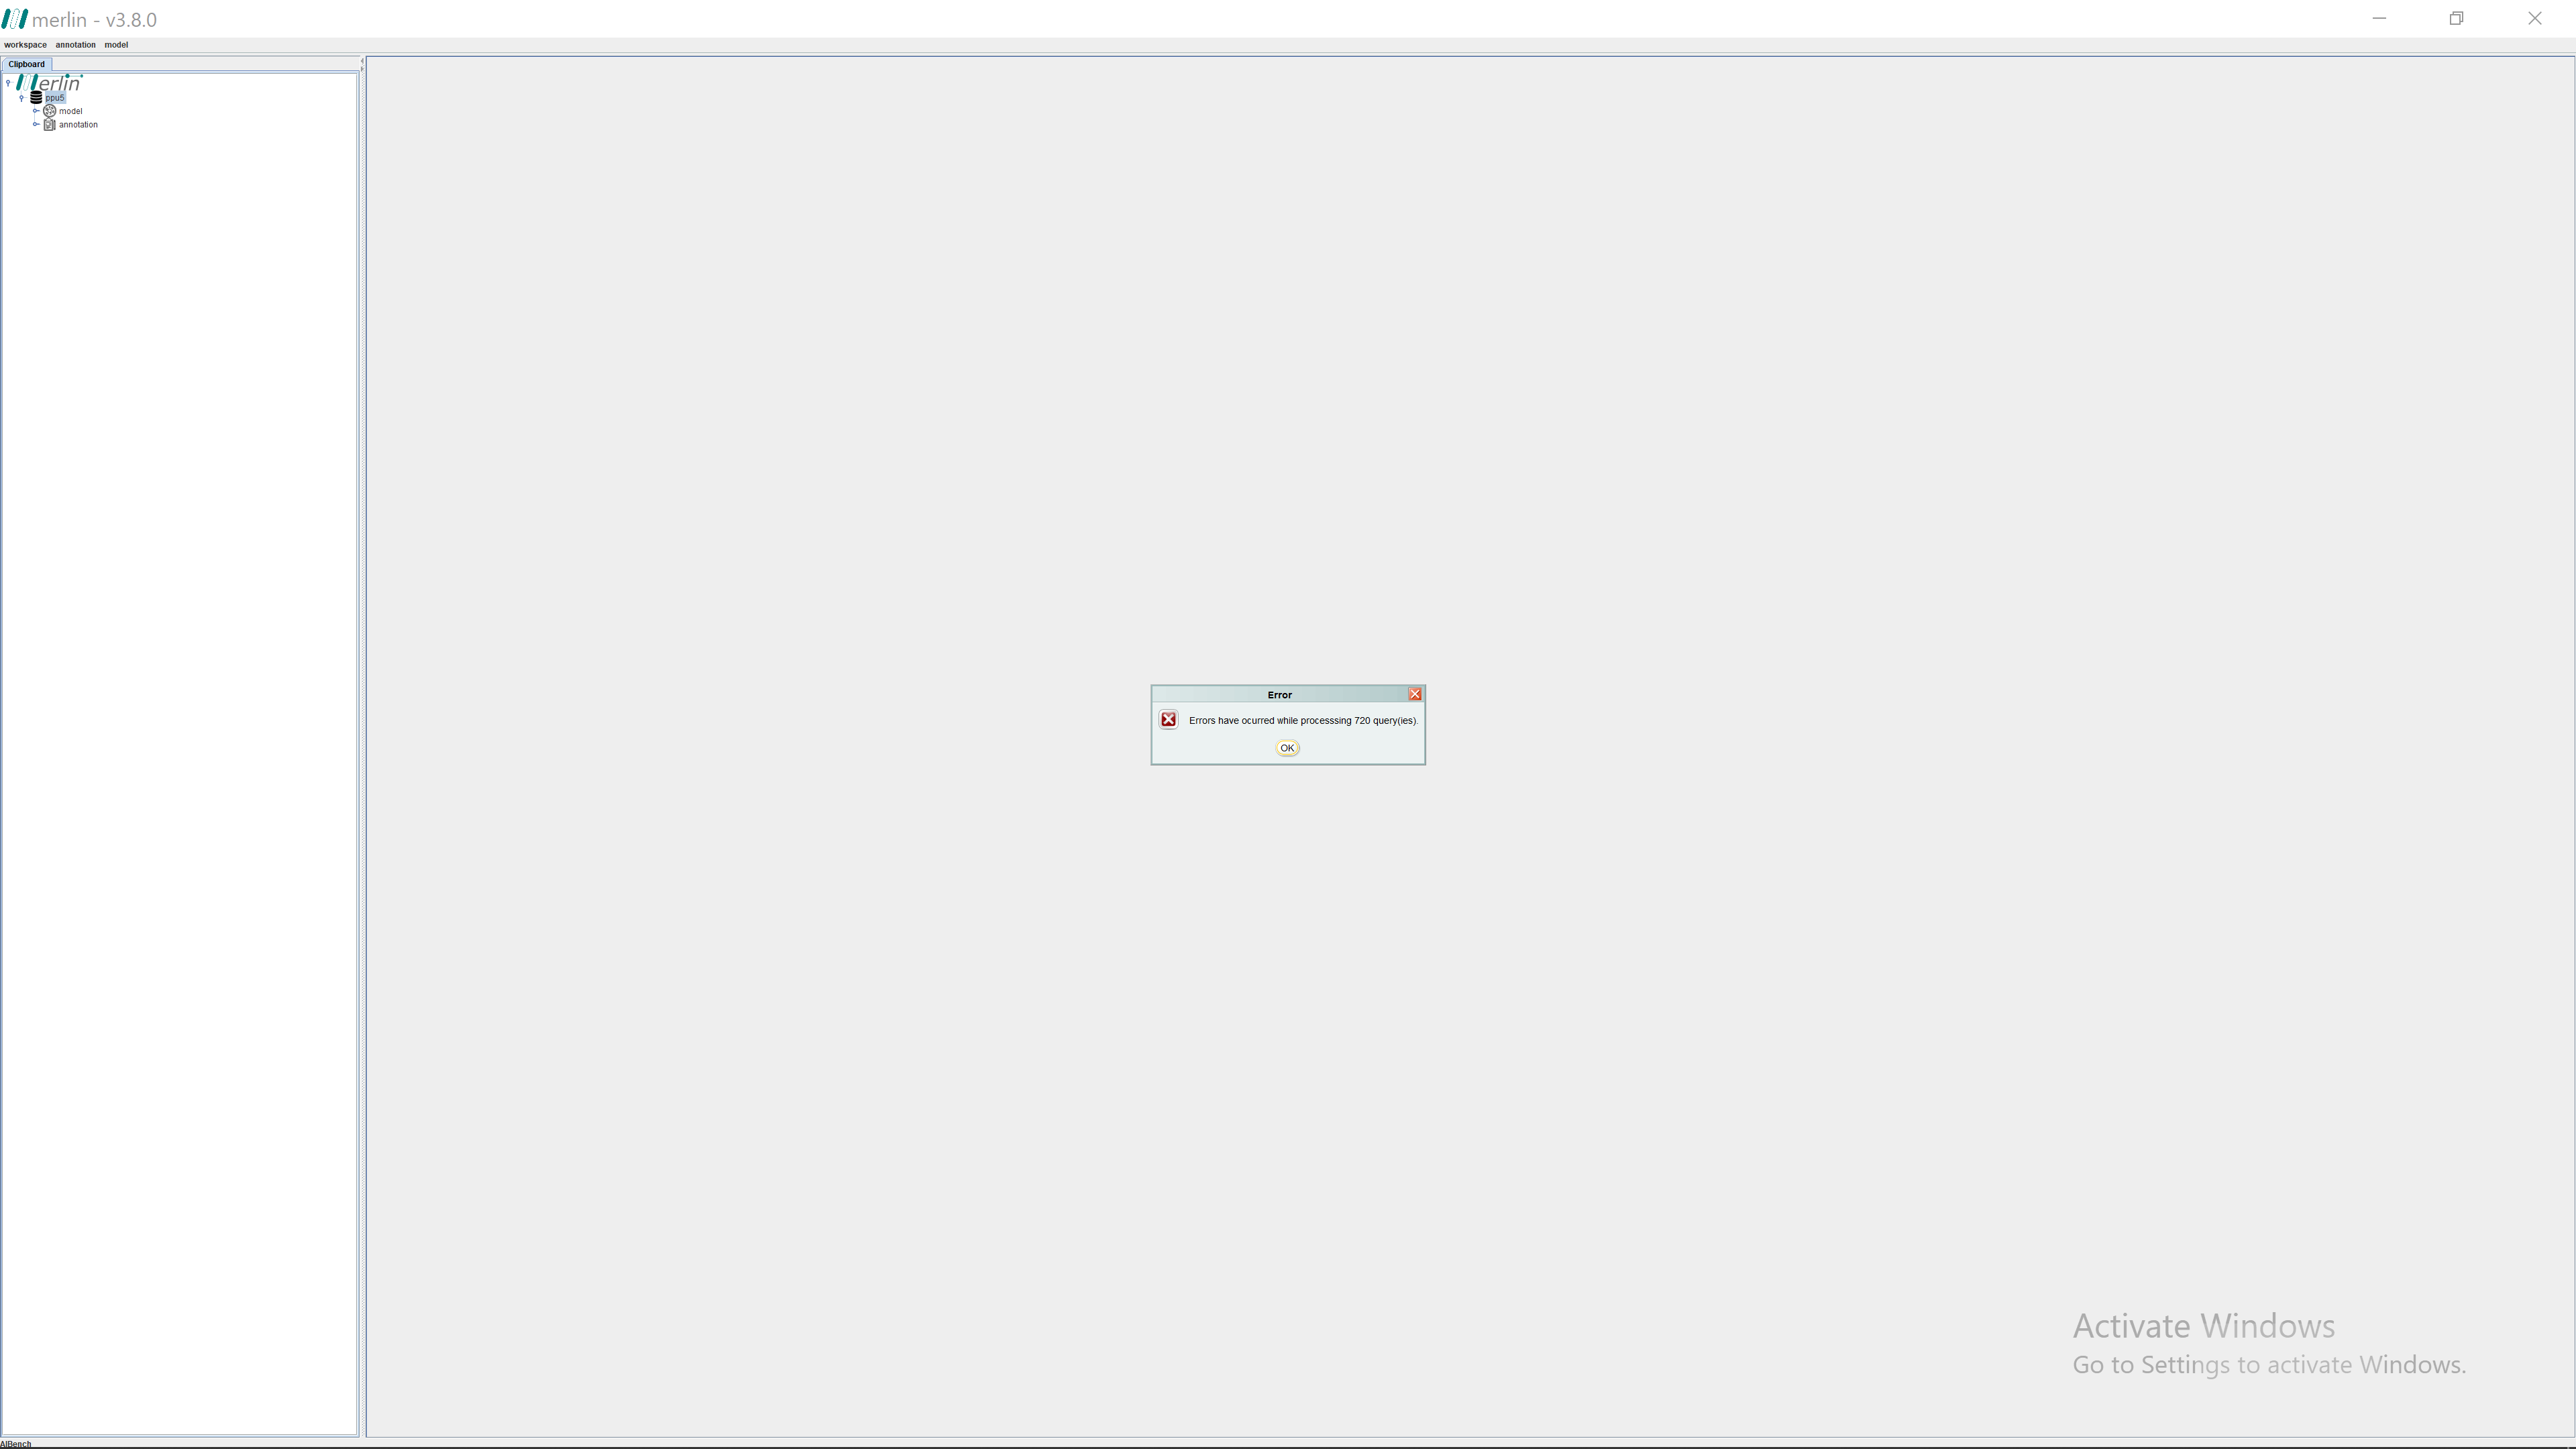 merlin - v3.8.0
workspace annotation model
Clipboard
Merlin
ppu5
model
annotation
Error
Errors have ocurred while processsing 720 query(ies).
OK
Activate Windows
Go to Settings to activate Windows.
AIBench